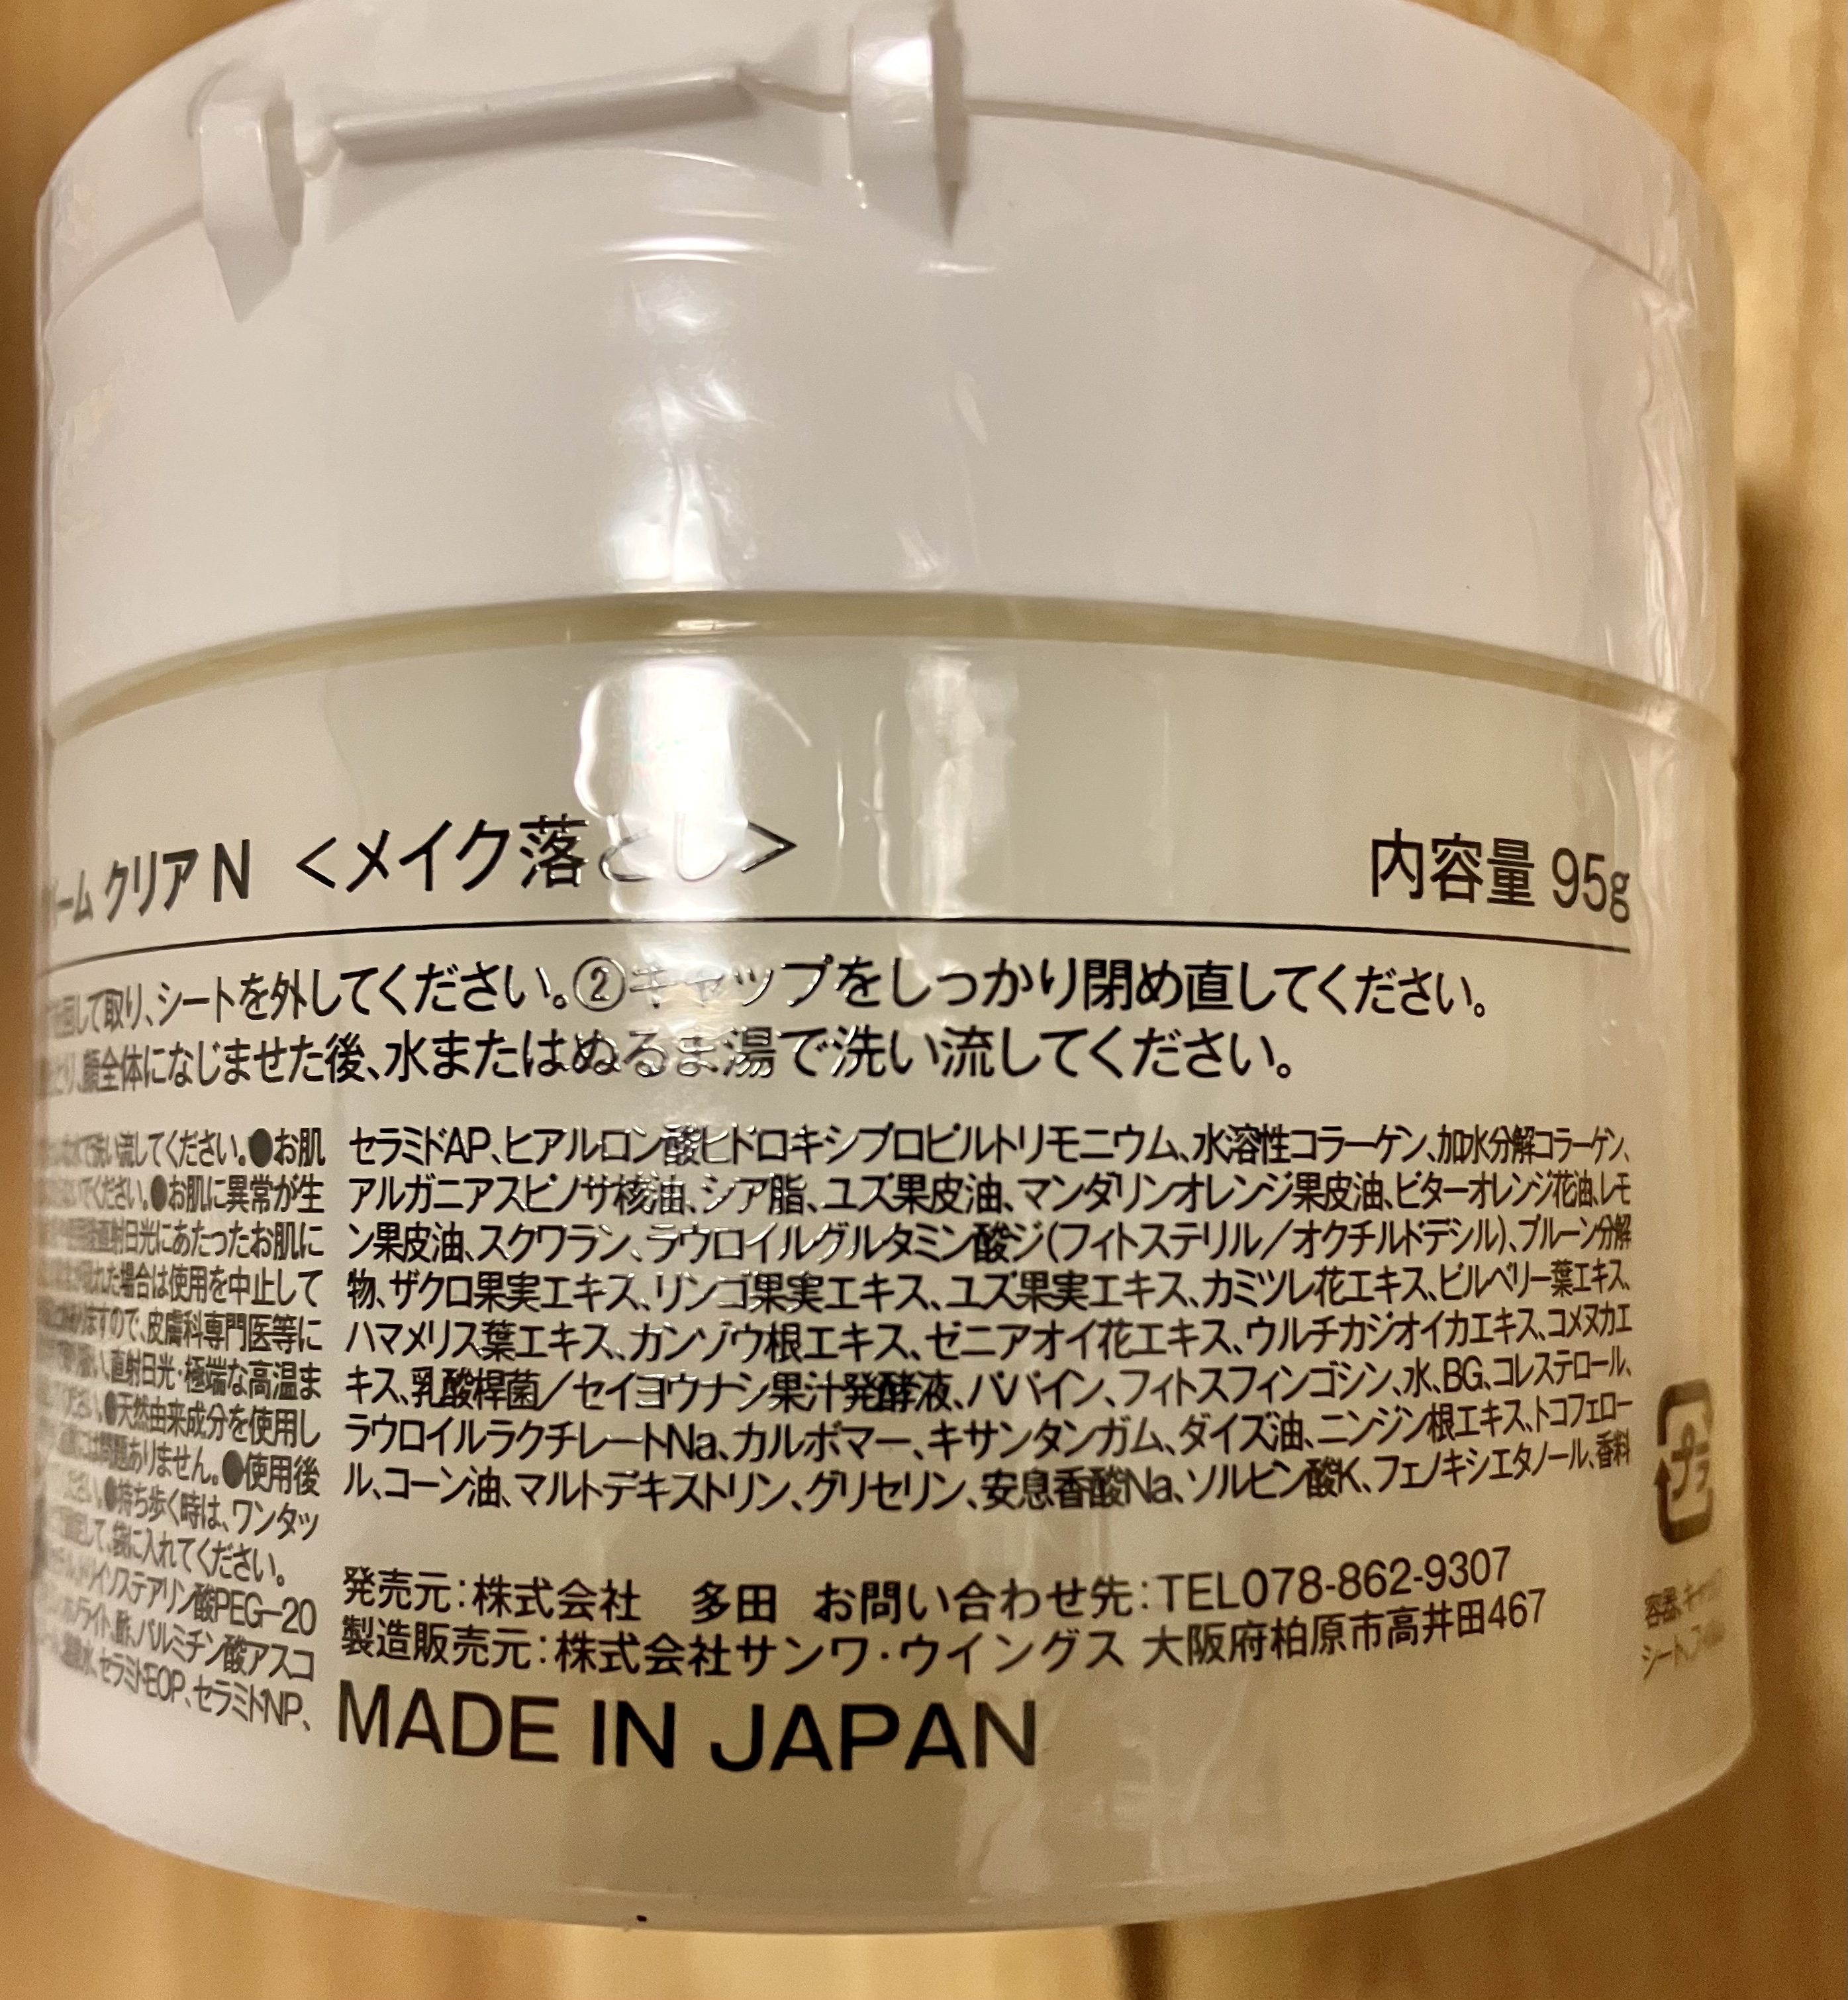 ーム クリア N ＜メイク落とし＞
内容量 95g
して取り、シートを外してください。②キャップをしっかり閉め直してください。
顔全体になじませた後、水またはぬるま湯で洗い流してください。
洗い流してください。●お肌
ください。●お肌に異常が生
直射日光にあたったお肌に
場合は使用を中止して
ますので、皮膚科専門医等に
直射日光・極端な高温ま
●天然由来成分を使用し
問題ありません。●使用後
●持ち歩く時は、ワンタッ
袋に入れてください。
イソステアリン酸PEG-20
酢、パルミチン酸アスコ
セラミドEOP、セラミドNP、
セラミドAP、ヒアルロン酸ヒドロキシプロピルトリモニウム、水溶性コラーゲン、加水分解コラーゲン、
アルガニアスピノサ核油、シア脂、ユズ果皮油、マンダリンオレンジ果皮油、ビターオレンジ花油、レモ
ン果皮油、スクワラン、ラウロイルグルタミン酸ジ(フィトステリル／オクチルドデシル)、プルーン分解
物、ザクロ果実エキス、リンゴ果実エキス、ユズ果実エキス、カミツレ花エキス、ビルベリー葉エキス、
ハマメリス葉エキス、カンゾウ根エキス、ゼニアオイ花エキス、ウルチカジオイカエキス、コメヌカエ
キス、乳酸桿菌／セイヨウナシ果汁発酵液、パパイン、フィトスフィンゴシン、水、BG、コレステロール、
ラウロイルラクチレートNa、カルボマー、キサンタンガム、ダイズ油、ニンジン根エキス、トコフェロー
ル、コーン油、マルトデキストリン、グリセリン、安息香酸Na、ソルビン酸K、フェノキシエタノール、香料
発売元：株式会社　多田　お問い合わせ先：TEL078-862-9307
製造販売元：株式会社サンワ・ウイングス 大阪府柏原市高井田467
MADE IN JAPAN
プラ
容器、キャップ
シート、